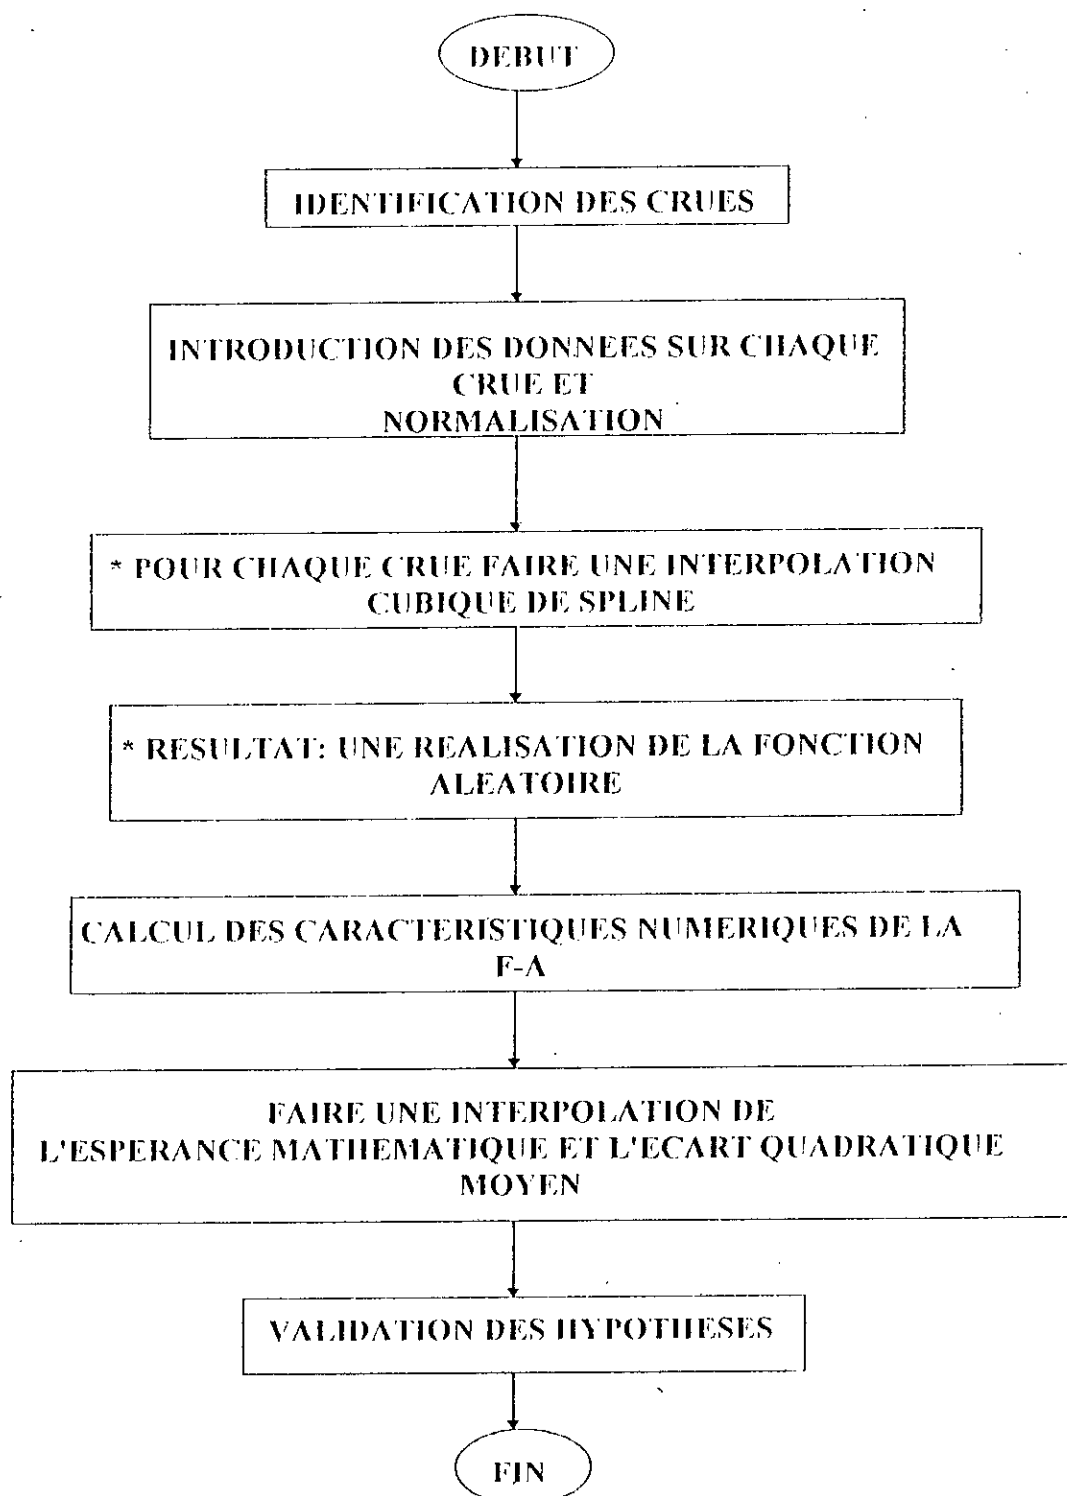 DEBUT
IDENTIFICATION DES CRUES
INTRODUCTION DES DONNEES SUR CHAQUE
CRUE ET
NORMALISATION
* POUR CHAQUE CRUE FAIRE UNE INTERPOLATION
CUBIQUE DE SPLINE
* RESULTAT: UNE REALISATION DE LA FONCTION
ALEATOIRE
CALCUL DES CARACTERISTIQUES NUMERIQUES DE LA
F-A
FAIRE UNE INTERPOLATION DE
L'ESPERANCE MATHEMATIQUE ET L'ECART QUADRATIQUE
MOYEN
VALIDATION DES HYPOTHESES
FIN